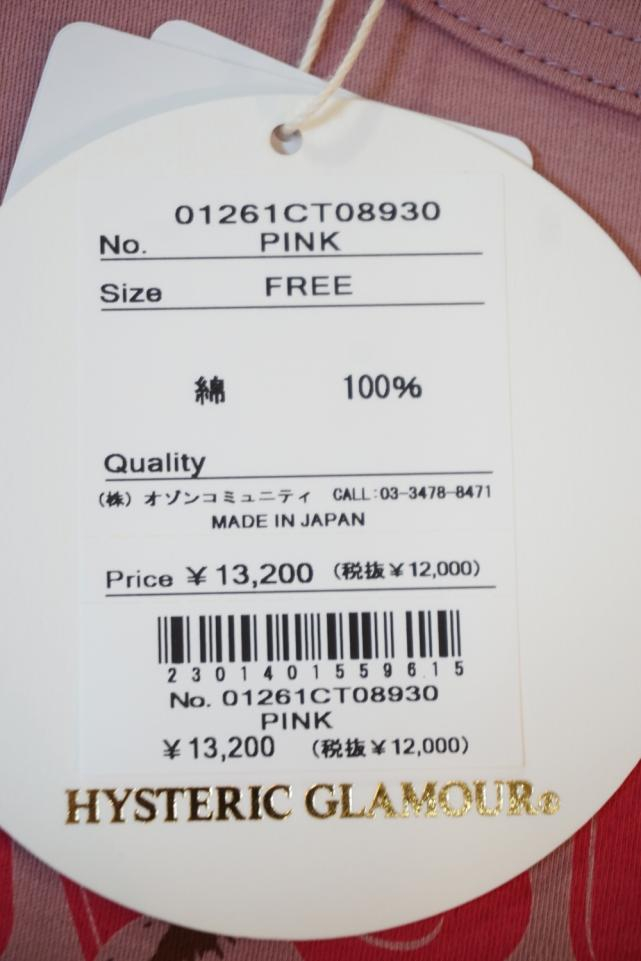 01261CT08930
No. PINK
Size FREE
綿 100%
Quality
(株) オゾンコミュニティ CALL:03-3478-8471
MADE IN JAPAN
Price ¥13,200 (税抜¥12,000)
2301401559615
No. 01261CT08930
PINK
¥13,200 (税抜¥12,000)
HYSTERIC GLAMOUR®